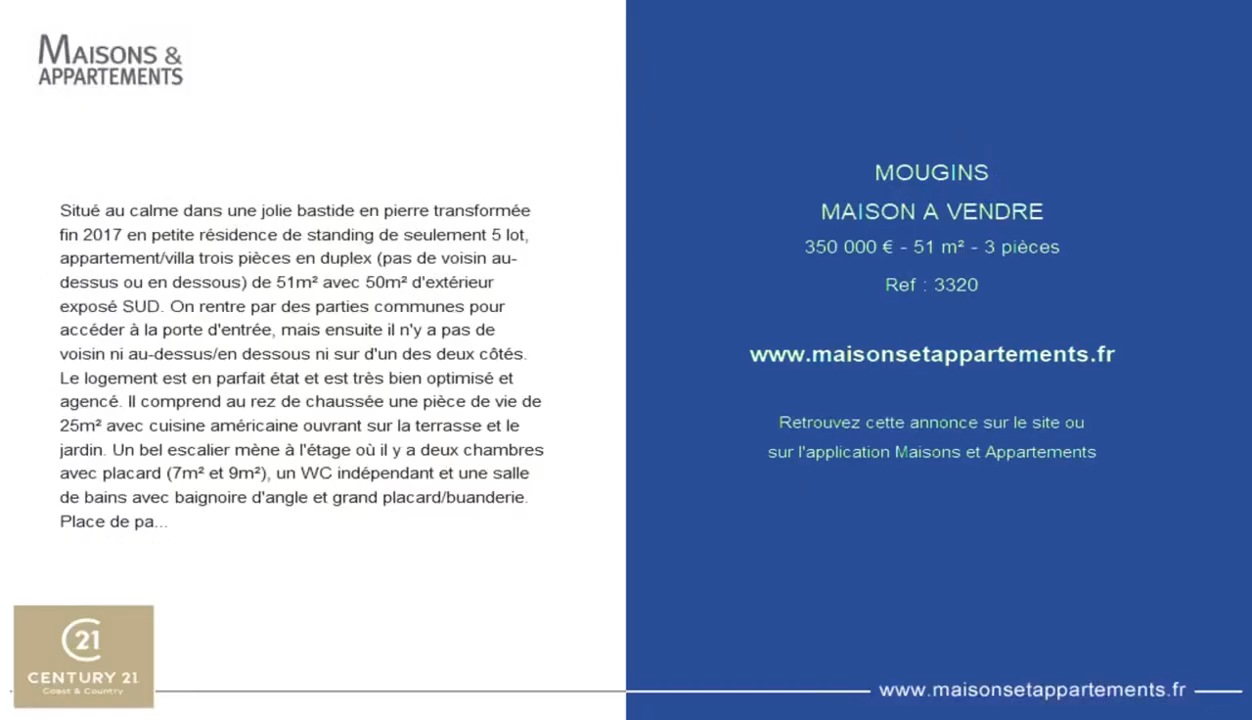 MAISONS &
APPARTEMENTS
Situé au calme dans une jolie bastide en pierre transformée
fin 2017 en petite résidence de standing de seulement 5 lot,
appartement/villa trois pièces en duplex (pas de voisin au-
dessus ou en dessous) de 51m² avec 50m² d'extérieur
exposé SUD. On rentre par des parties communes pour
accéder à la porte d'entrée, mais ensuite il n'y a pas de
voisin ni au-dessus/en dessous ni sur d'un des deux côtés.
Le logement est en parfait état et est très bien optimisé et
agencé. Il comprend au rez de chaussée une pièce de vie de
25m² avec cuisine américaine ouvrant sur la terrasse et le
jardin. Un bel escalier mène à l'étage où il y a deux chambres
avec placard (7m² et 9m²), un WC indépendant et une salle
de bains avec baignoire d'angle et grand placard/buanderie.
Place de pa...
C21
CENTURY 21
Coast & Country
MOUGINS
MAISON A VENDRE
350 000 € - 51 m² - 3 pièces
Ref : 3320
www.maisonsetappartements.fr
Retrouvez cette annonce sur le site ou
sur l'application Maisons et Appartements
www.maisonsetappartements.fr